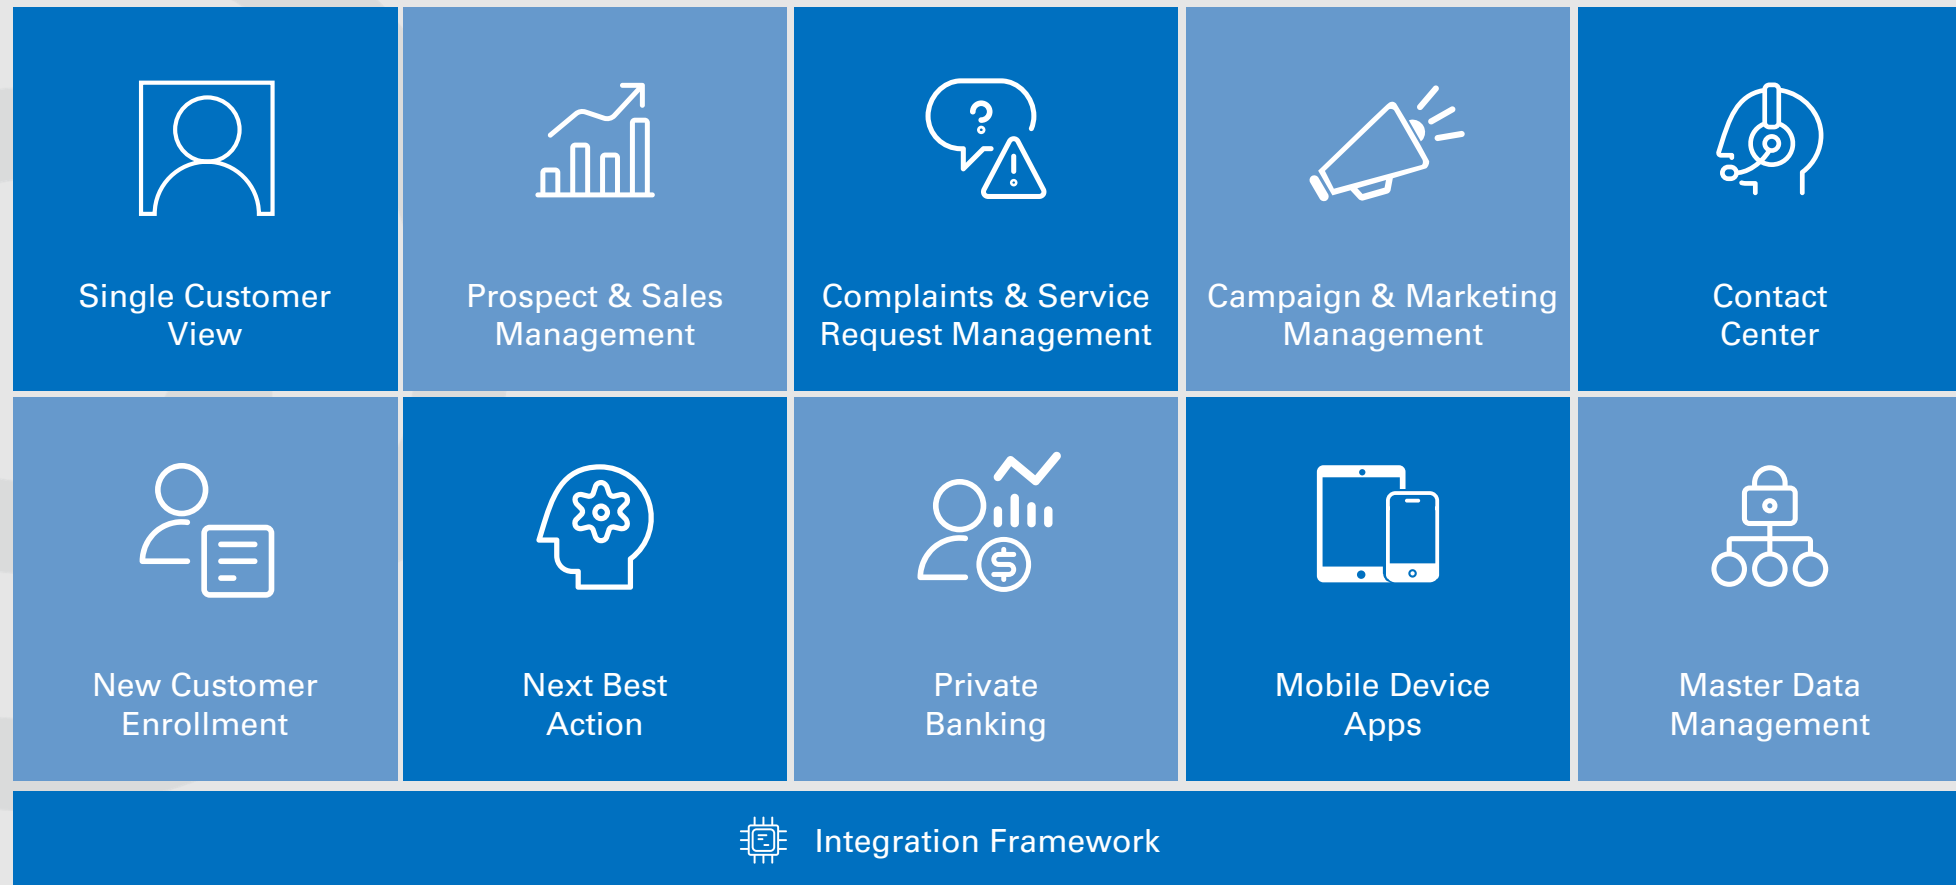 Single Customer
View
Prospect & Sales
Management
Complaints & Service
Request Management
Campaign & Marketing
Management
Contact
Center
New Customer
Enrollment
Next Best
Action
Private
Banking
Mobile Device
Apps
Master Data
Management
Integration Framework